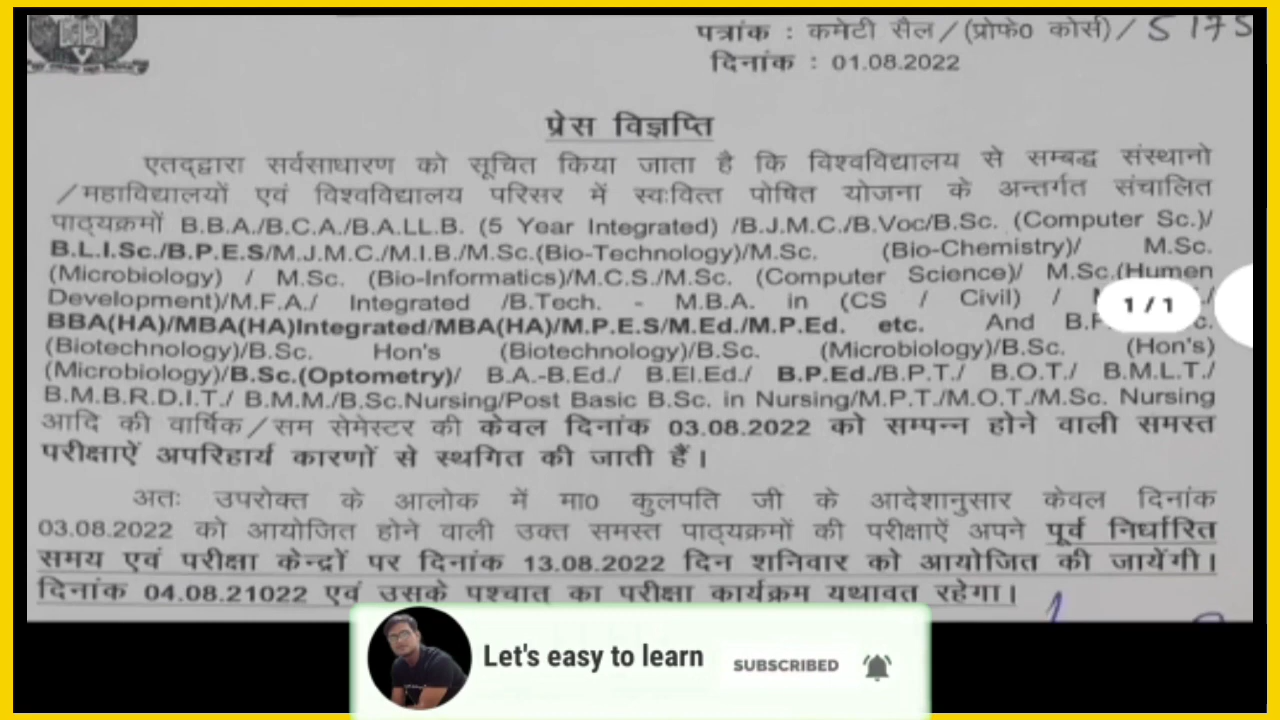 पत्रांक : कमेटी सैल/(प्रोफे0 कोर्स)/5175
दिनांक : 01.08.2022
प्रेस विज्ञप्ति
एतद्द्वारा सर्वसाधारण को सूचित किया जाता है कि विश्वविद्यालय से सम्बद्ध संस्थानो
/महाविद्यालयों एवं विश्वविद्यालय परिसर में स्वःवित्त पोषित योजना के अन्तर्गत संचालित
पाठ्यक्रमों B.B.A./B.C.A./B.A.LL.B. (5 Year Integrated) /B.J.M.C./B.Voc/B.Sc. (Computer Sc.)/
B.L.I.Sc./B.P.E.S/M.J.M.C./M.I.B./M.Sc.(Bio-Technology)/M.Sc. (Bio-Chemistry)/ M.Sc.
(Microbiology) / M.Sc. (Bio-Informatics)/M.C.S./M.Sc. (Computer Science)/ M.Sc.(Humen
Development)/M.F.A./ Integrated /B.Tech. - M.B.A. in (CS / Civil) /
1 / 1
BBA(HA)/MBA(HA)Integrated/MBA(HA)/M.P.E.S/M.Ed./M.P.Ed. etc. And
(Biotechnology)/B.Sc. Hon's (Biotechnology)/B.Sc. (Microbiology)/B.Sc. (Hon's)
(Microbiology)/B.Sc.(Optometry)/ B.A.-B.Ed./ B.El.Ed./ B.P.Ed./B.P.T./ B.O.T./ B.M.L.T./
B.M.B.R.D.I.T./ B.M.M./B.Sc.Nursing/Post Basic B.Sc. in Nursing/M.P.T./M.O.T./M.Sc. Nursing
आदि की वार्षिक/सम सेमेस्टर की केवल दिनांक 03.08.2022 को सम्पन्न होने वाली समस्त
परीक्षाऐं अपरिहार्य कारणों से स्थगित की जाती हैं।
अतः उपरोक्त के आलोक में मा0 कुलपति जी के आदेशानुसार केवल दिनांक
03.08.2022 को आयोजित होने वाली उक्त समस्त पाठ्यक्रमों की परीक्षाऐं अपने पूर्व निर्धारित
समय एवं परीक्षा केन्द्रों पर दिनांक 13.08.2022 दिन शनिवार को आयोजित की जायेंगी।
दिनांक 04.08.21022 एवं उसके पश्चात् का परीक्षा कार्यक्रम यथावत रहेगा।
Let's easy to learn
SUBSCRIBED